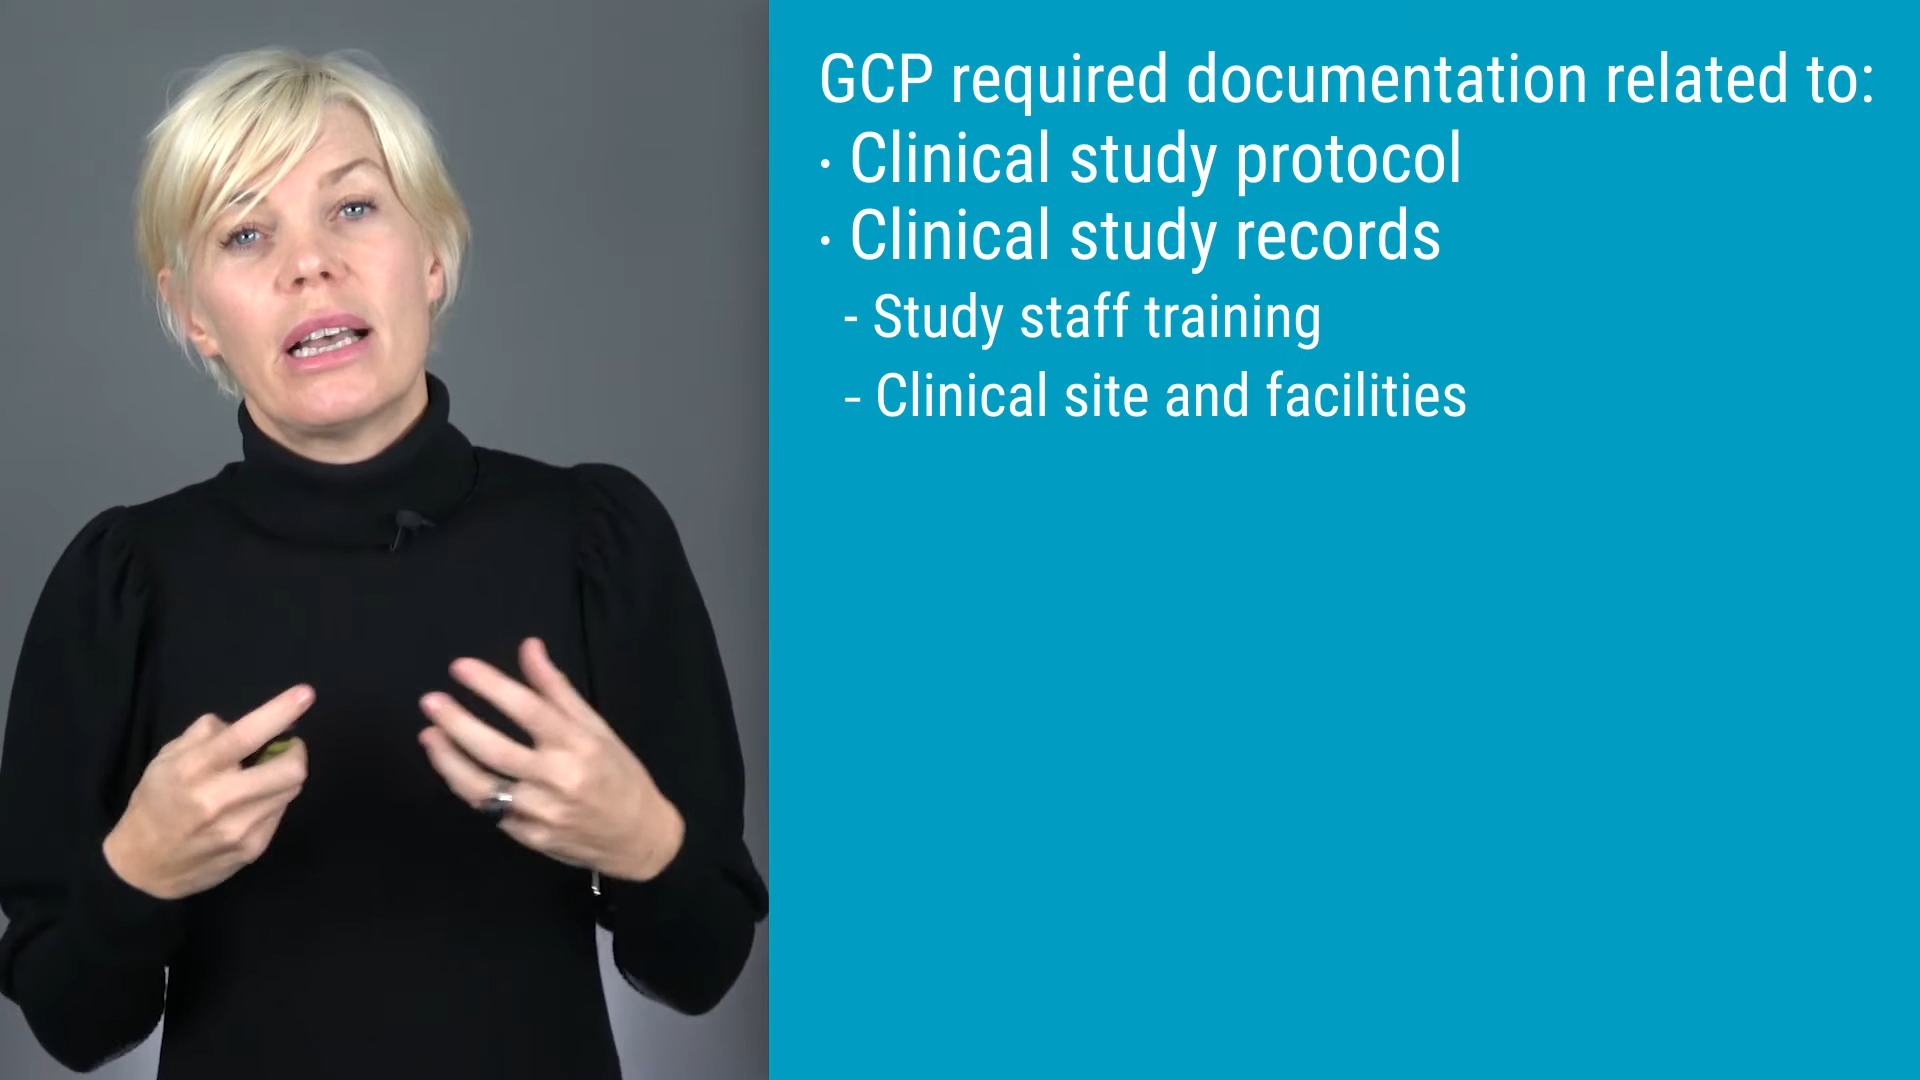 GCP required documentation related to:
· Clinical study protocol
· Clinical study records
- Study staff training
- Clinical site and facilities